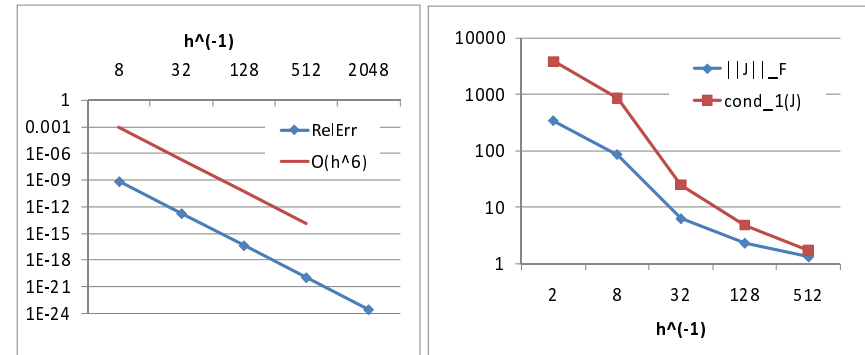 h^(-1)
8 32 128 512 2048
1
0.001
1E-06
1E-09
1E-12
1E-15
1E-18
1E-21
1E-24
RelErr
O(h^6)
10000
1000
100
10
1
||J||_F
cond_1(J)
2 8 32 128 512
h^(-1)